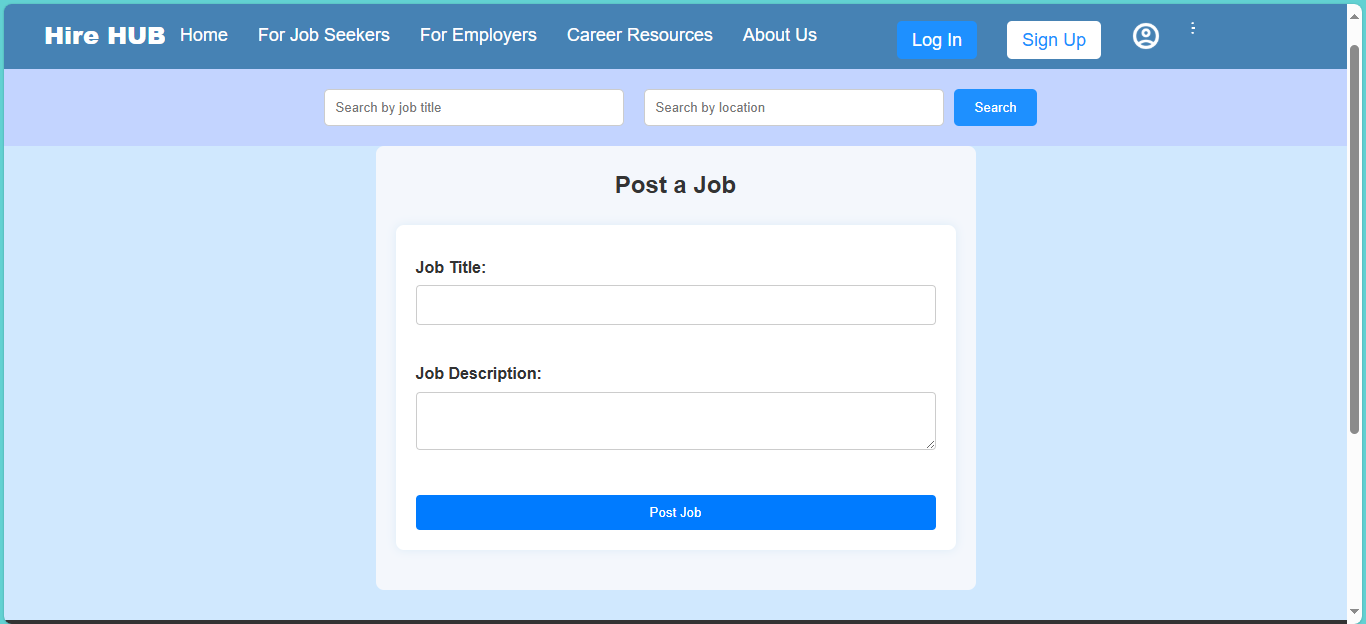 Hire HUB Home For Job Seekers For Employers Career Resources About Us Log In Sign Up
Search by job title Search by location Search
Post a Job
Job Title:
Job Description:
Post Job